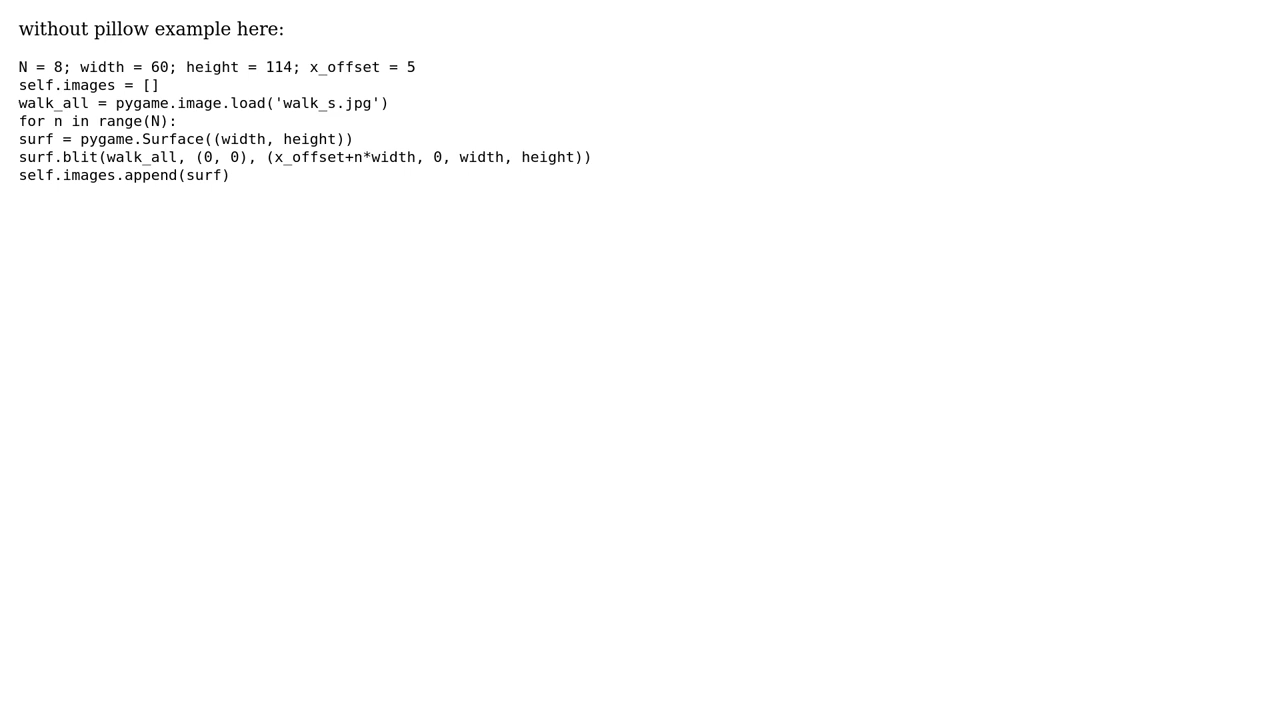 without pillow example here:
N = 8; width = 60; height = 114; x_offset = 5
self.images = []
walk_all = pygame.image.load('walk_s.jpg')
for n in range(N):
surf = pygame.Surface((width, height))
surf.blit(walk_all, (0, 0), (x_offset+n*width, 0, width, height))
self.images.append(surf)